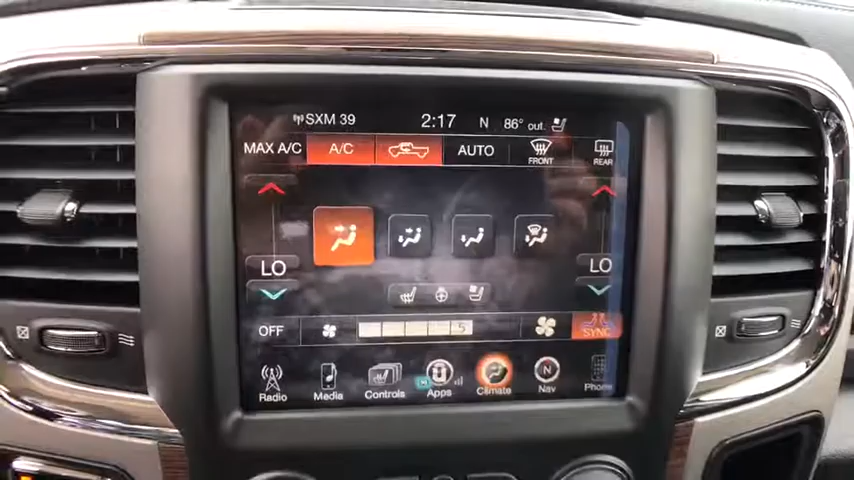 SXM 39 2:17 N 86° out.
MAX A/C A/C AUTO FRONT REAR
LO LO
OFF 5 SYNC
Radio Media Controls Apps Climate N Nav Phone